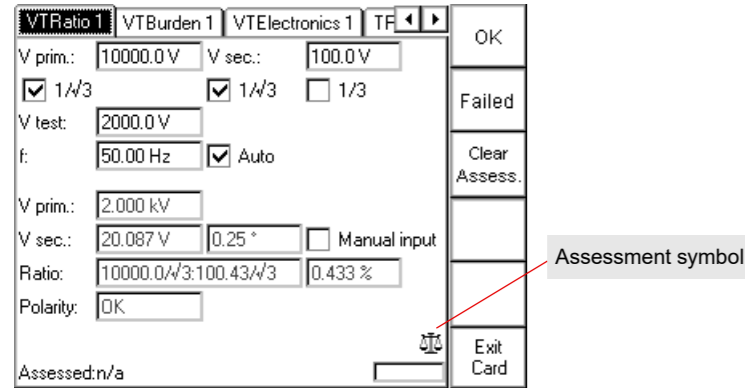 VTRatio 1 VTBurden 1 VTElectronics 1
OK
V prim.: 10000.0 V V sec.: 100.0 V
1/√3 1/√3 1/3
Failed
V test: 2000.0 V
f: 50.00 Hz Auto
Clear
Assess.
V prim.: 2.000 kV
V sec.: 20.087 V 0.25 ° Manual input
Assessment symbol
Ratio: 10000.0/√3:100.43/√3 0.433 %
Polarity: OK
Exit
Card
Assessed:n/a